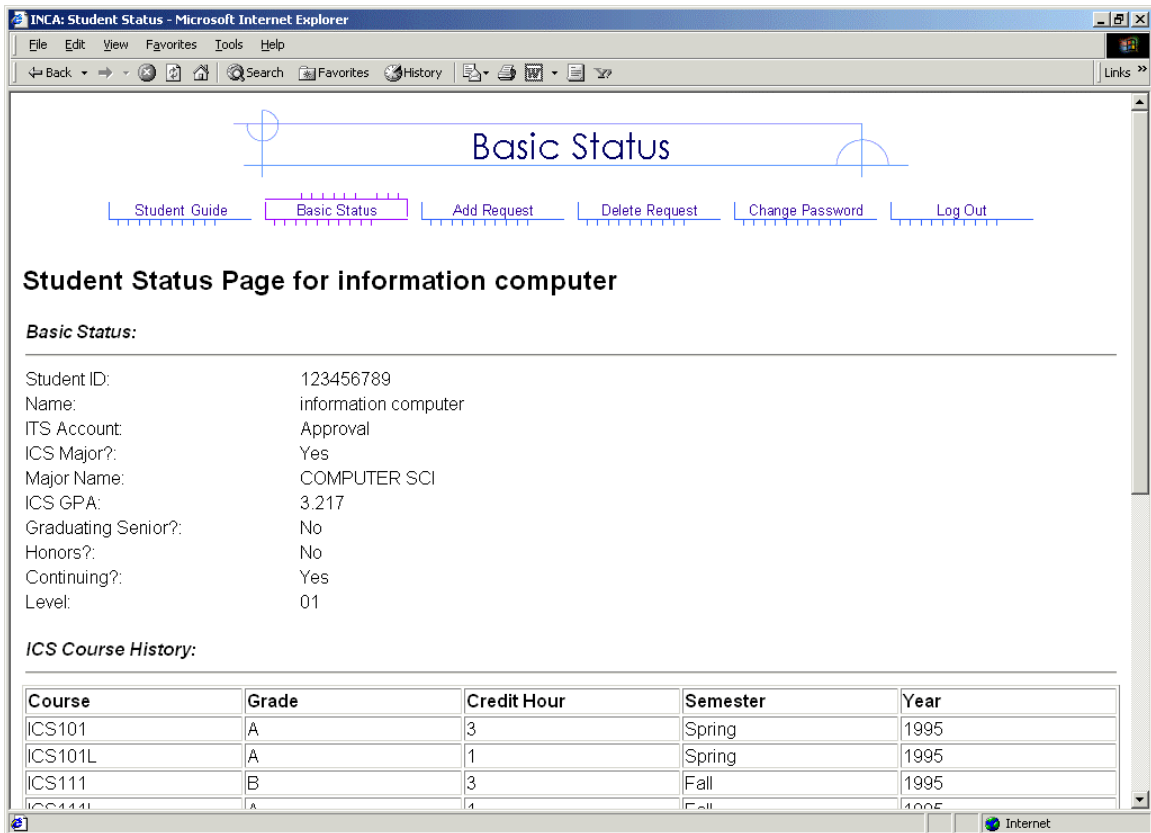 INCA: Student Status - Microsoft Internet Explorer
File Edit View Favorites Tools Help
Back Search Favorites History Links »
Basic Status
Student Guide Basic Status Add Request Delete Request Change Password Log Out
Student Status Page for information computer
Basic Status:
Student ID: 123456789
Name: information computer
ITS Account: Approval
ICS Major?: Yes
Major Name: COMPUTER SCI
ICS GPA: 3.217
Graduating Senior?: No
Honors?: No
Continuing?: Yes
Level: 01
ICS Course History:
Course Grade Credit Hour Semester Year
ICS101 A 3 Spring 1995
ICS101L A 1 Spring 1995
ICS111 B 3 Fall 1995
ICS111L A 1 Fall 1995
Internet